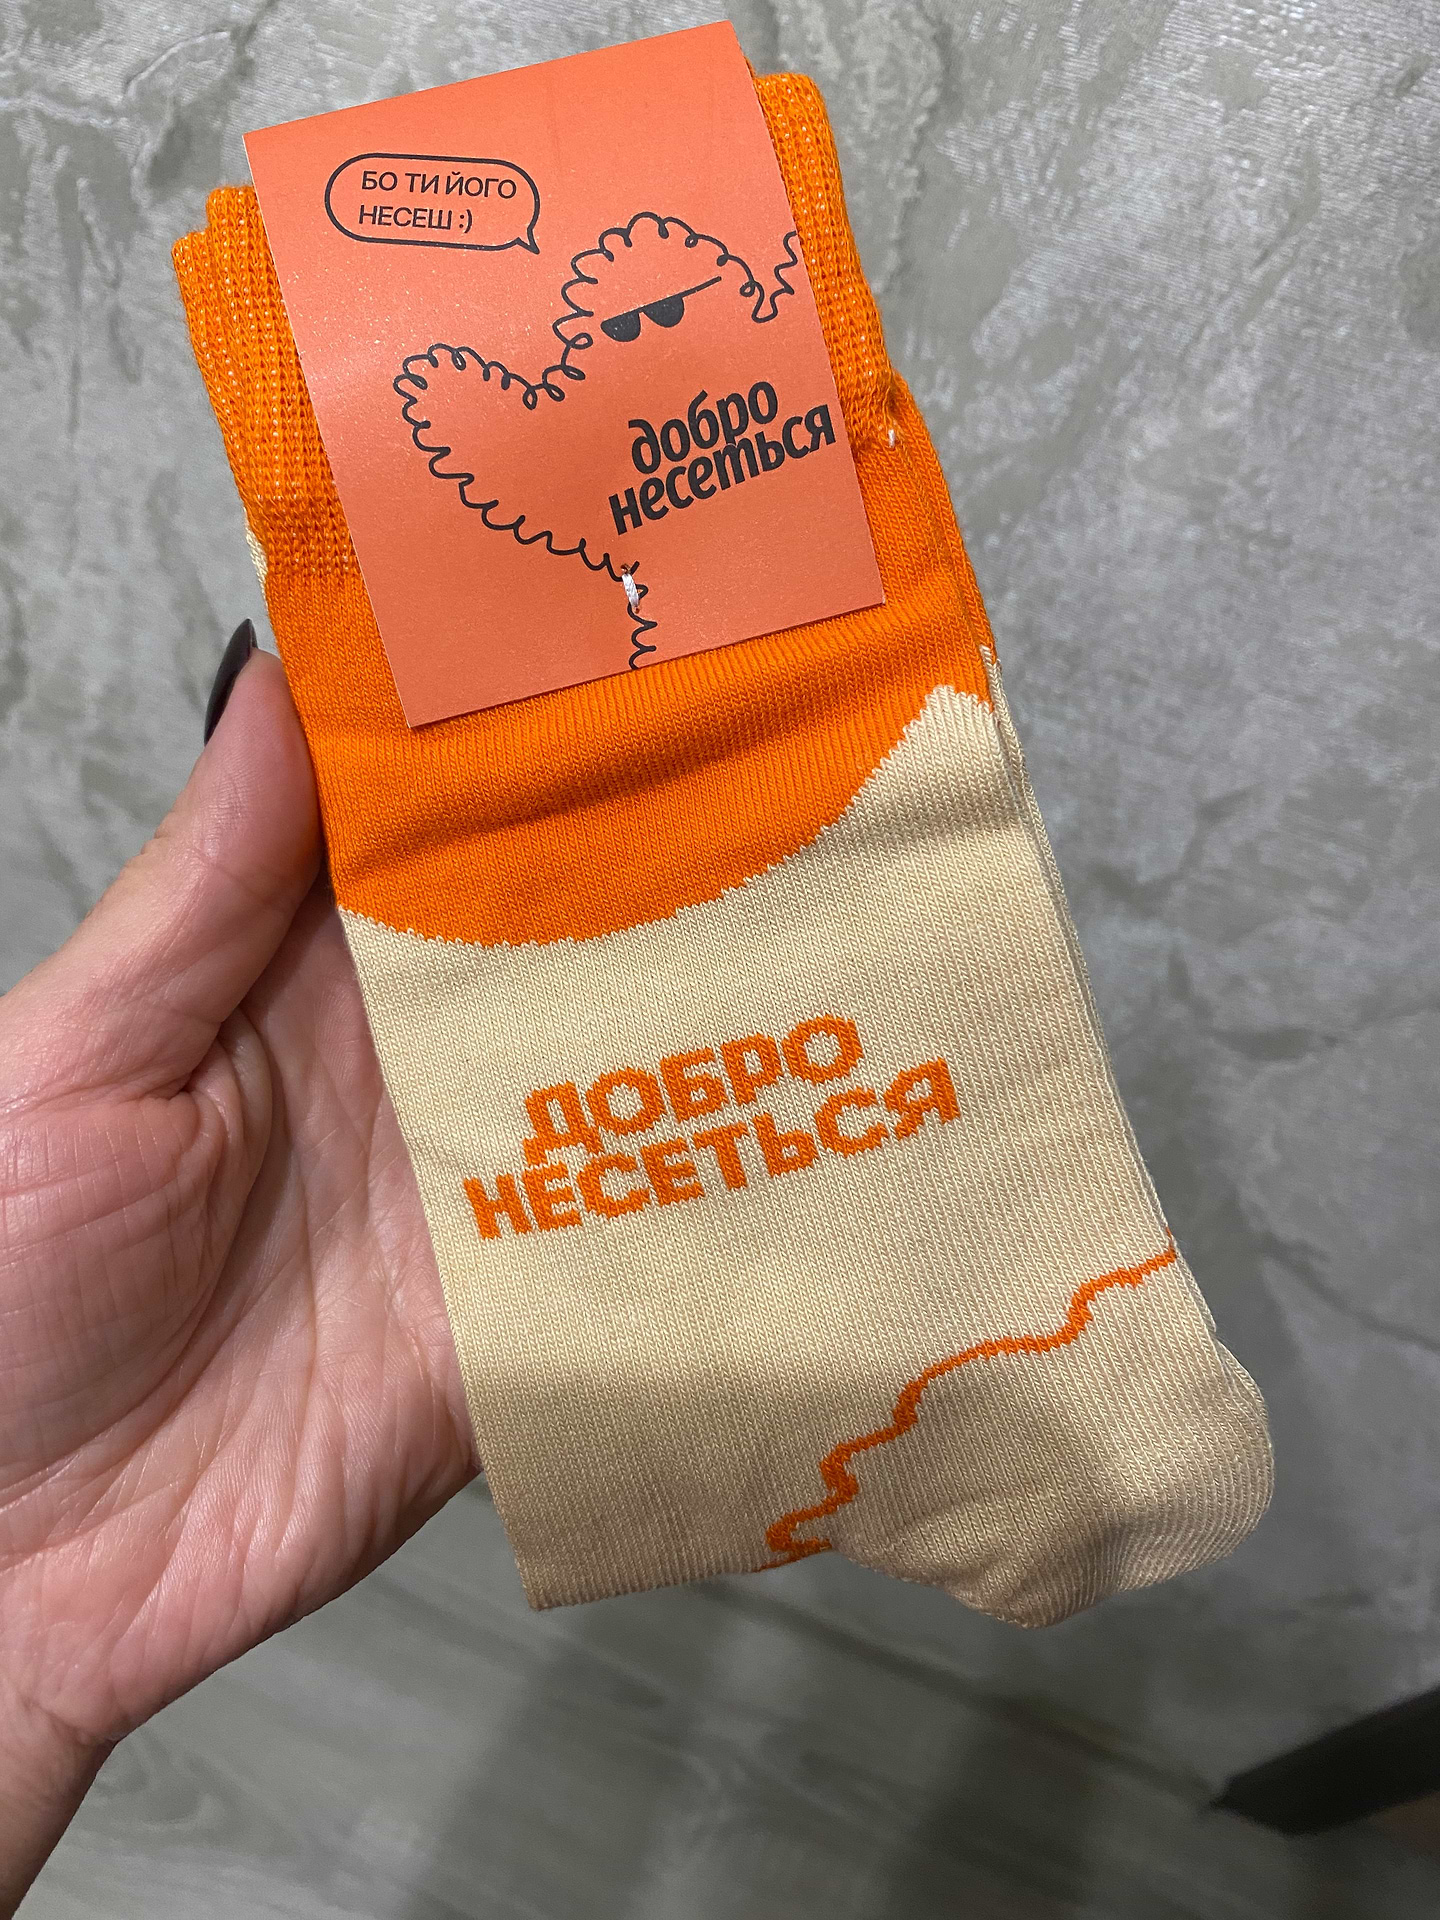 БО ТИ ЙОГО
НЕСЕШ :)
добро
несеться
ДОБРО
НЕСЕТЬСЯ